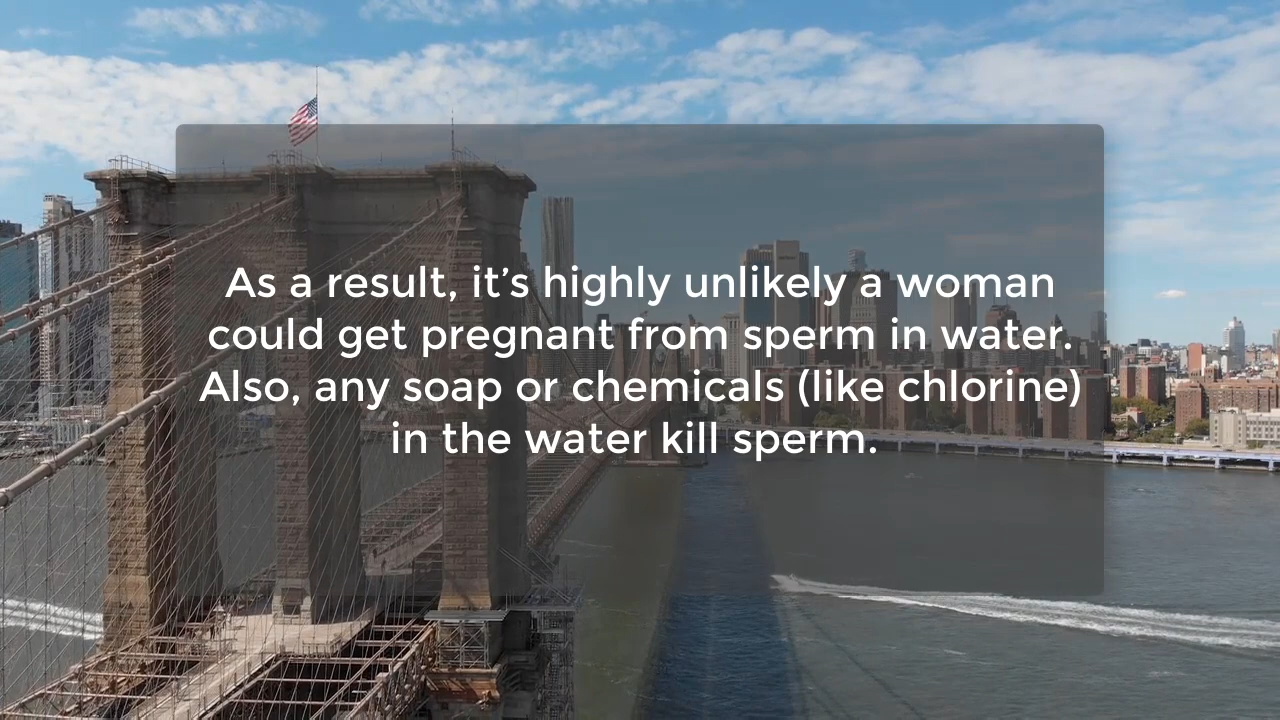 As a result, it’s highly unlikely a woman
could get pregnant from sperm in water.
Also, any soap or chemicals (like chlorine)
in the water kill sperm.